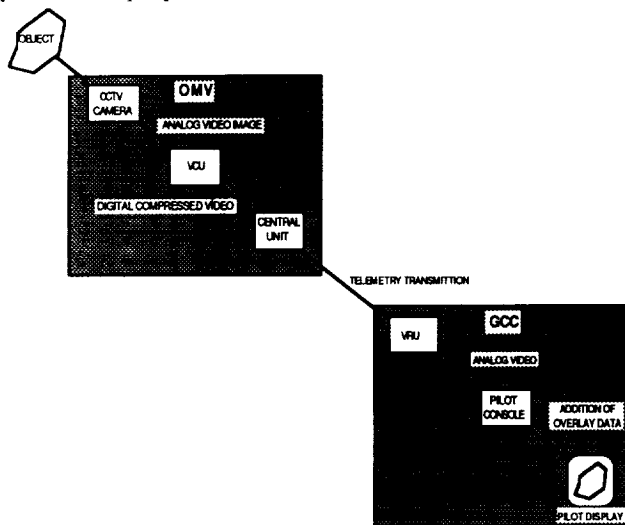 OBJECT
CCTV
CAMERA
OMV
ANALOG VIDEO IMAGE
VCU
DIGITAL COMPRESSED VIDEO
CENTRAL
UNIT
TELEMETRY TRANSMITTION
VRU
GCC
ANALOG VIDEO
PILOT
CONSOLE
ADDITION OF
OVERLAY DATA
PILOT DISPLAY